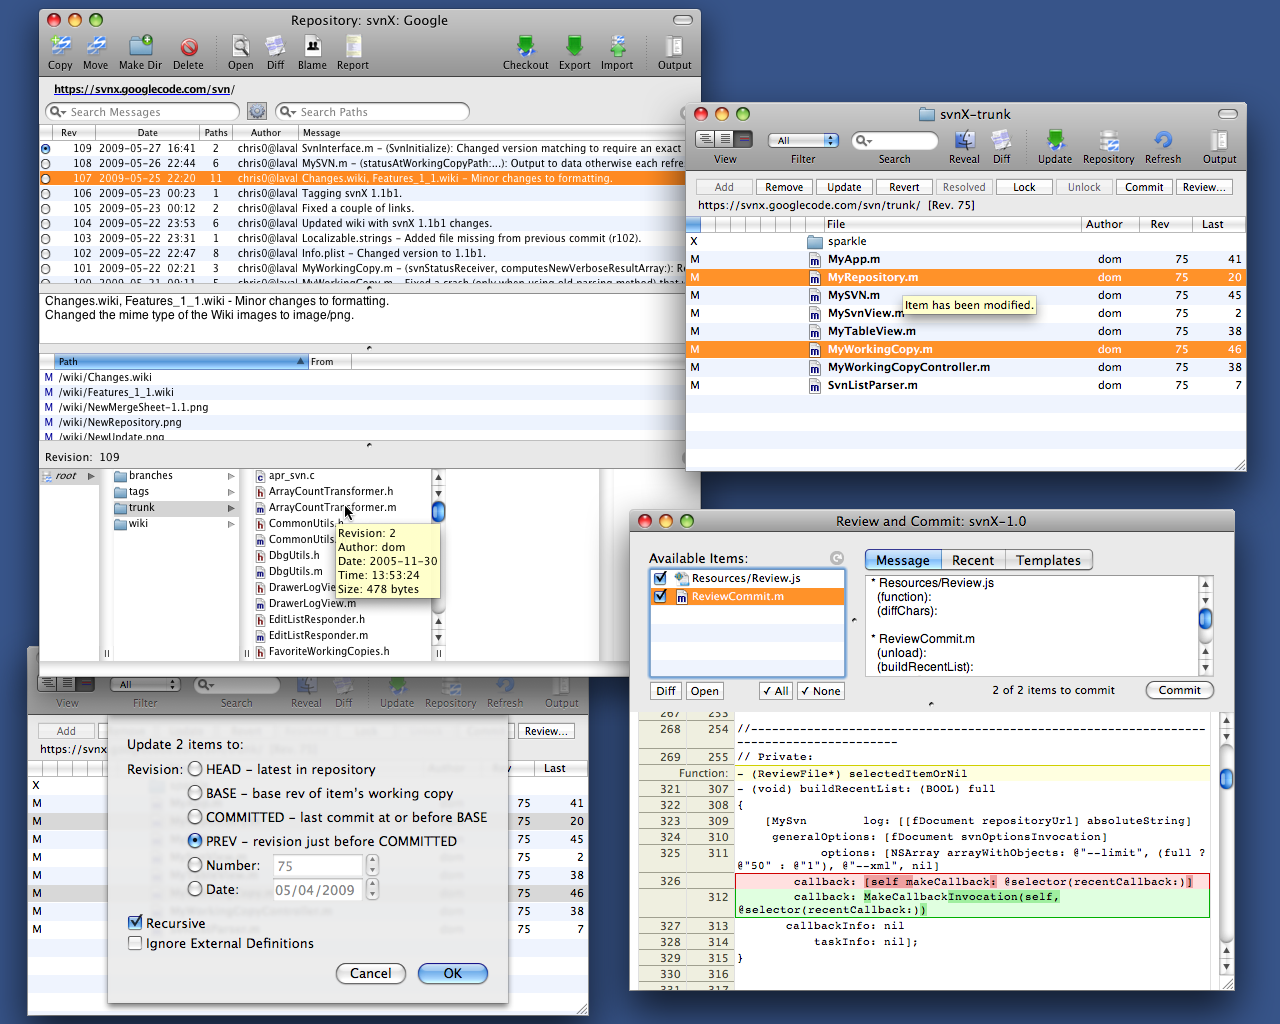 Repository: svnX: Google
Copy Move Make Dir Delete Open Diff Blame Report Checkout Export Import Output
https://svnx.googlecode.com/svn/
Search Messages Search Paths
Rev Date Paths Author Message
109 2009-05-27 16:41 2 chris0@laval SvnInterface.m – (SvnInitialize): Changed version matching to require an exact
108 2009-05-26 22:44 6 chris0@laval MySVN.m – (statusAtWorkingCopyPath:...): Output to data otherwise each refre
107 2009-05-25 22:20 11 chris0@laval Changes.wiki, Features_1_1.wiki – Minor changes to formatting.
106 2009-05-23 00:23 1 chris0@laval Tagging svnX 1.1b1.
105 2009-05-23 00:12 2 chris0@laval Fixed a couple of links.
104 2009-05-22 23:53 6 chris0@laval Updated wiki with svnX 1.1b1 changes.
103 2009-05-22 23:31 1 chris0@laval Localizable.strings – Added file missing from previous commit (r102).
102 2009-05-22 22:47 8 chris0@laval Info.plist – Changed version to 1.1b1.
101 2009-05-22 02:21 3 chris0@laval MyWorkingCopy.m – (svnStatusReceiver, computesNewVerboseResultArray:): Re
Changes.wiki, Features_1_1.wiki - Minor changes to formatting.
Changed the mime type of the Wiki images to image/png.
Path From
M /wiki/Changes.wiki
M /wiki/Features_1_1.wiki
M /wiki/NewMergeSheet-1.1.png
M /wiki/NewRepository.png
M /wiki/NewUpdate.png
Revision: 109
root
branches
tags
trunk
wiki
apr_svn.c
ArrayCountTransformer.h
ArrayCountTransformer.m
CommonUtils.h
CommonUtils
DbgUtils.h
DbgUtils.m
DrawerLogVie
DrawerLogView.m
EditListResponder.h
EditListResponder.m
FavoriteWorkingCopies.h
Revision: 2
Author: dom
Date: 2005-11-30
Time: 13:53:24
Size: 478 bytes
svnX-trunk
All
View Filter Search Reveal Diff Update Repository Refresh Output
Add Remove Update Revert Resolved Lock Unlock Commit Review...
https://svnx.googlecode.com/svn/trunk/ [Rev. 75]
File Author Rev Last
X sparkle
M MyApp.m dom 75 41
M MyRepository.m dom 75 20
M MySVN.m dom 75 45
M MySvnView.m dom 75 2
M MyTableView.m dom 75 38
M MyWorkingCopy.m dom 75 46
M MyWorkingCopyController.m dom 75 38
M SvnListParser.m dom 75 7
Item has been modified.
Review and Commit: svnX-1.0
Available Items:
Resources/Review.js
ReviewCommit.m
Diff Open ✓ All ✓ None
Message Recent Templates
* Resources/Review.js
(function):
(diffChars):
* ReviewCommit.m
(unload):
(buildRecentList):
2 of 2 items to commit Commit
267 253
268 254 //------------------------------------------------------------------------------
269 255 // Private:
Function: - (ReviewFile*) selectedItemOrNil
321 307 - (void) buildRecentList: (BOOL) full
322 308 {
323 309 [MySvn log: [[fDocument repositoryUrl] absoluteString]
324 310 generalOptions: [fDocument svnOptionsInvocation]
325 311 options: [NSArray arrayWithObjects: @"--limit", (full ?
@"50" : @"1"), @"--xml", nil]
326 callback: [self makeCallback: @selector(recentCallback:)]
312 callback: MakeCallbackInvocation(self,
@selector(recentCallback:))
327 313 callbackInfo: nil
328 314 taskInfo: nil];
329 315 }
330 316
331 317
All
View Filter Search Reveal Diff Update Repository Refresh Output
Add Review...
https://svnx
Last
X
M 75 41
M 75 20
M 75 45
M 75 2
M 75 38
M 75 46
M 75 38
M 75 7
Update 2 items to:
Revision: HEAD – latest in repository
BASE – base rev of item's working copy
COMMITTED – last commit at or before BASE
PREV – revision just before COMMITTED
Number: 75
Date: 05/04/2009
Recursive
Ignore External Definitions
Cancel OK